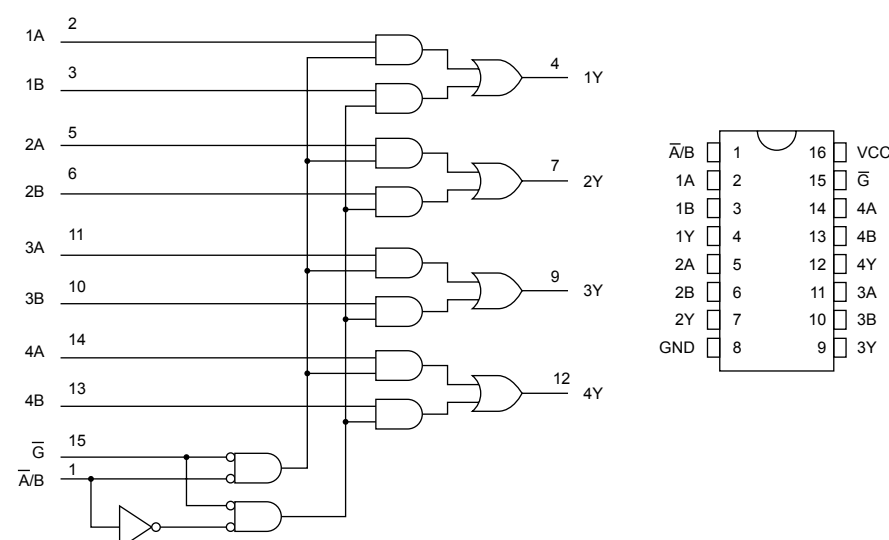 1A 2
1B 3
4 1Y
2A 5
2B 6
7 2Y
3A 11
3B 10
9 3Y
4A 14
4B 13
12 4Y
G̅ 15
A̅/B 1
A̅/B 1 16 VCC
1A 2 15 G̅
1B 3 14 4A
1Y 4 13 4B
2A 5 12 4Y
2B 6 11 3A
2Y 7 10 3B
GND 8 9 3Y